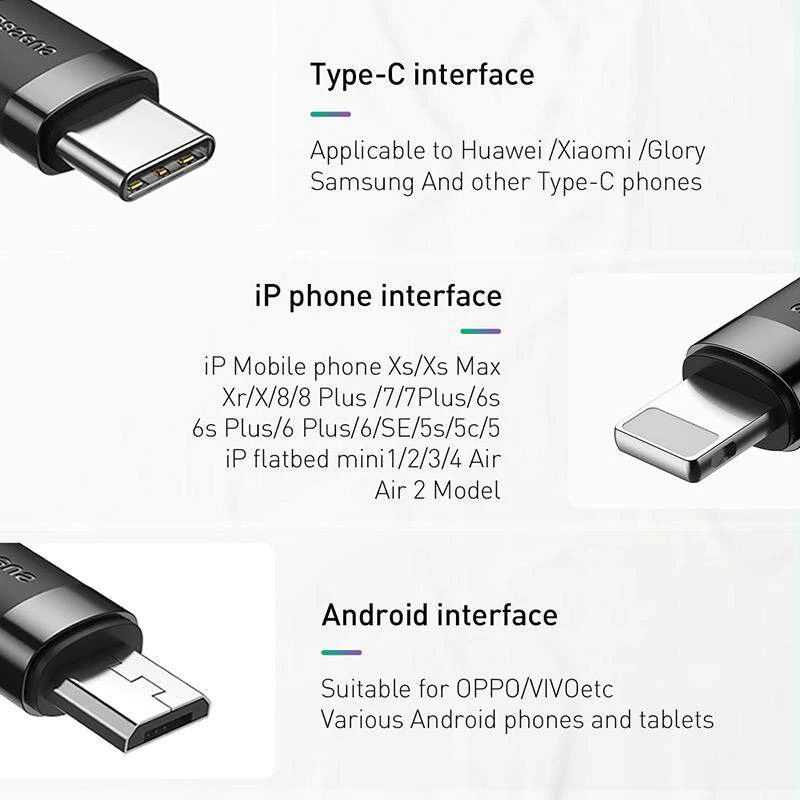 Type-C interface
Applicable to Huawei /Xiaomi /Glory
Samsung And other Type-C phones
iP phone interface
iP Mobile phone Xs/Xs Max
Xr/X/8/8 Plus /7/7Plus/6s
6s Plus/6 Plus/6/SE/5s/5c/5
iP flatbed mini1/2/3/4 Air
Air 2 Model
Android interface
Suitable for OPPO/VIVOetc
Various Android phones and tablets